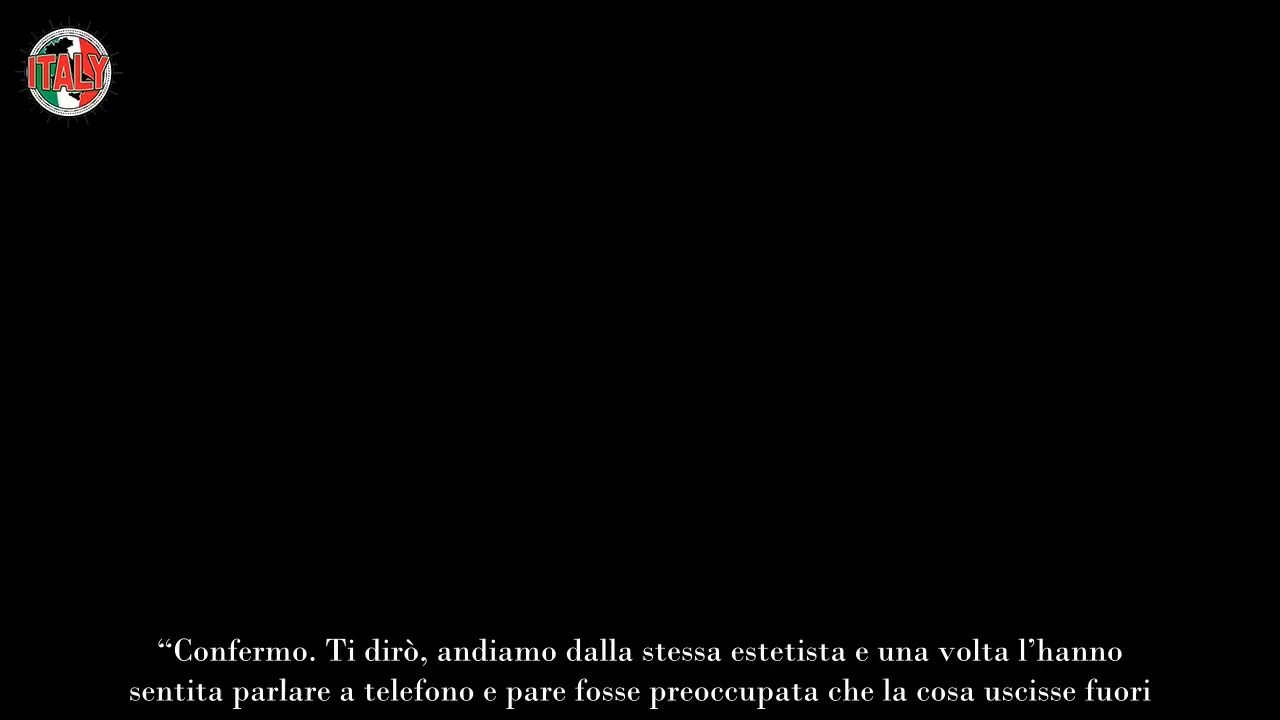 ITALY
“Confermo. Ti dirò, andiamo dalla stessa estetista e una volta l’hanno
sentita parlare a telefono e pare fosse preoccupata che la cosa uscisse fuori